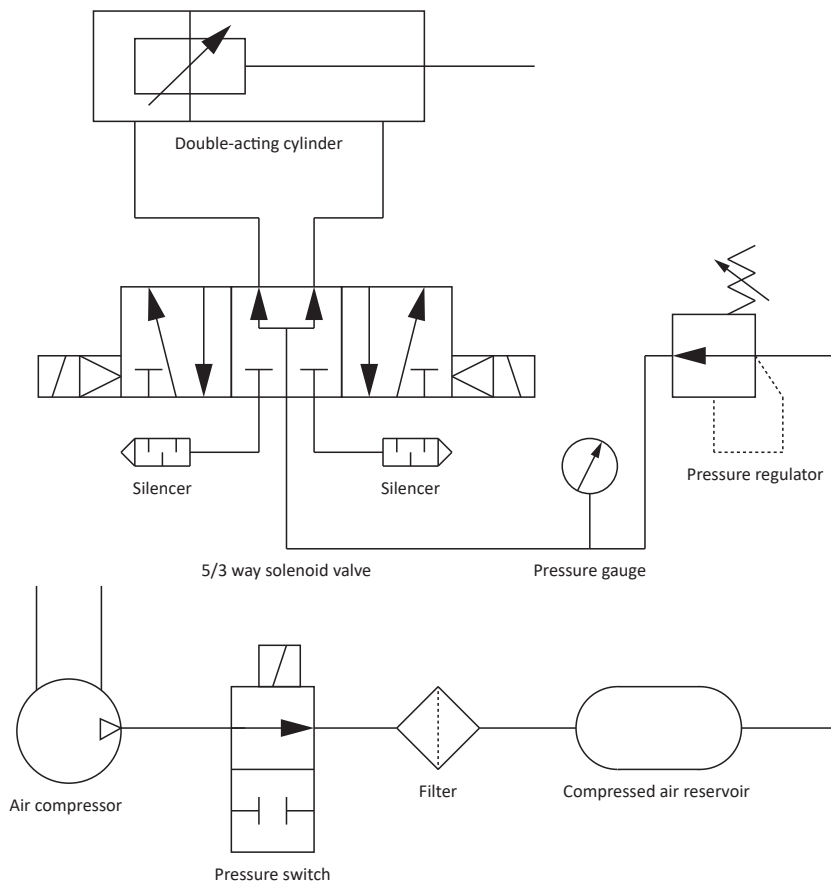 Double-acting cylinder
Silencer
Silencer
Pressure regulator
5/3 way solenoid valve
Pressure gauge
Air compressor
Filter
Compressed air reservoir
Pressure switch